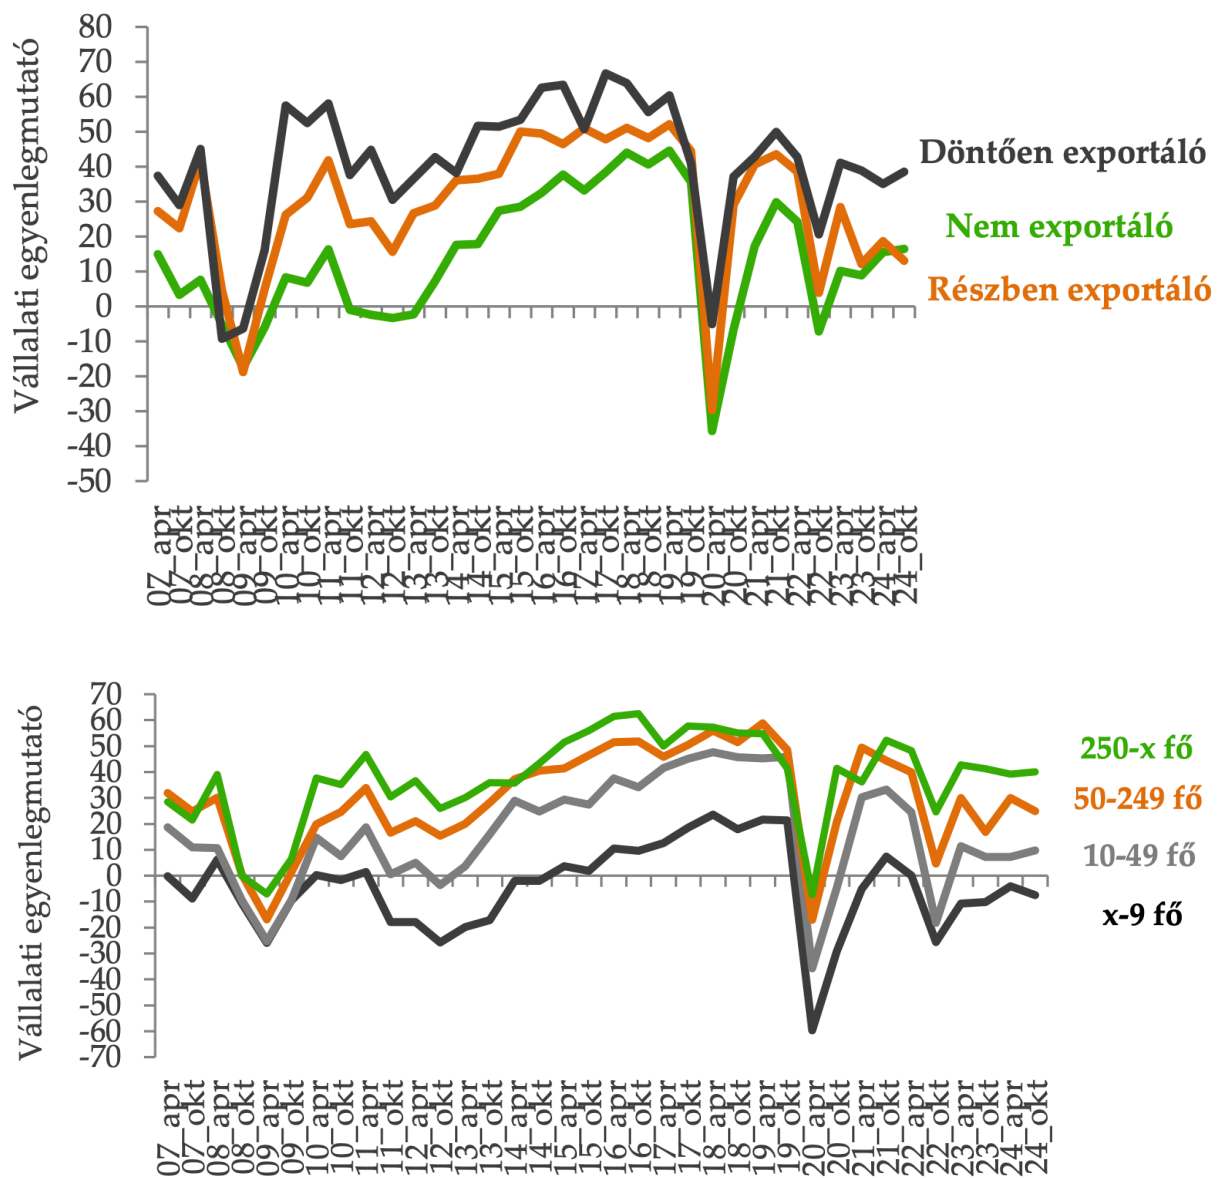 Vállalati egyenlegmutató
80
70
60
50
40
30
20
10
0
-10
-20
-30
-40
-50
Döntően exportáló
Nem exportáló
Részben exportáló
07_apr
07_okt
08_apr
08_okt
09_apr
09_okt
10_apr
10_okt
11_apr
11_okt
12_apr
12_okt
13_apr
13_okt
14_apr
14_okt
15_apr
15_okt
16_apr
16_okt
17_apr
17_okt
18_apr
18_okt
19_apr
19_okt
20_apr
20_okt
21_apr
21_okt
22_apr
22_okt
23_apr
23_okt
24_apr
24_okt
Vállalati egyenlegmutató
70
60
50
40
30
20
10
0
-10
-20
-30
-40
-50
-60
-70
250-x fő
50-249 fő
10-49 fő
x-9 fő
07_apr
07_okt
08_apr
08_okt
09_apr
09_okt
10_apr
10_okt
11_apr
11_okt
12_apr
12_okt
13_apr
13_okt
14_apr
14_okt
15_apr
15_okt
16_apr
16_okt
17_apr
17_okt
18_apr
18_okt
19_apr
19_okt
20_apr
20_okt
21_apr
21_okt
22_apr
22_okt
23_apr
23_okt
24_apr
24_okt